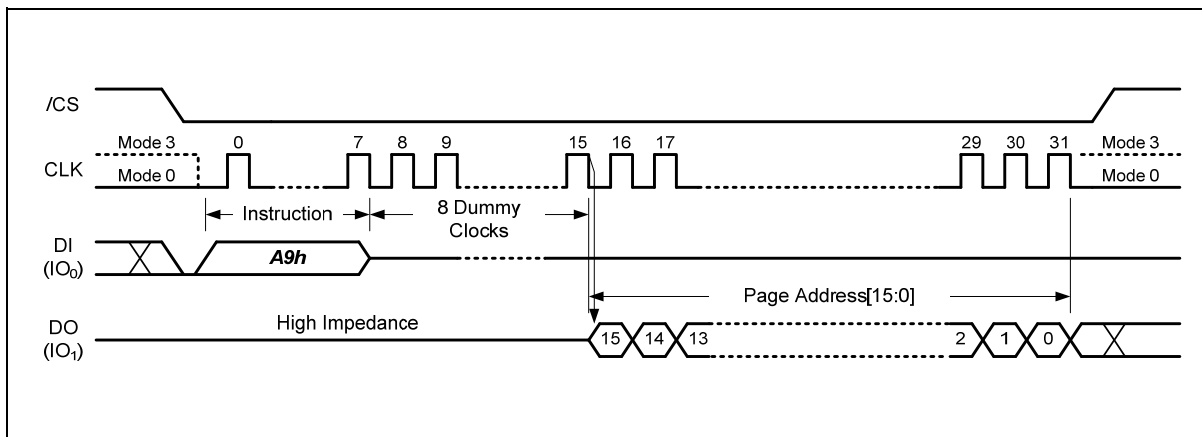 /CS
Mode 3 0 7 8 9 15 16 17 29 30 31 Mode 3
CLK
Mode 0 Mode 0
Instruction 8 Dummy
Clocks
DI
(IO₀)
A9h
Page Address[15:0]
High Impedance
DO
(IO₁)
15 14 13 2 1 0